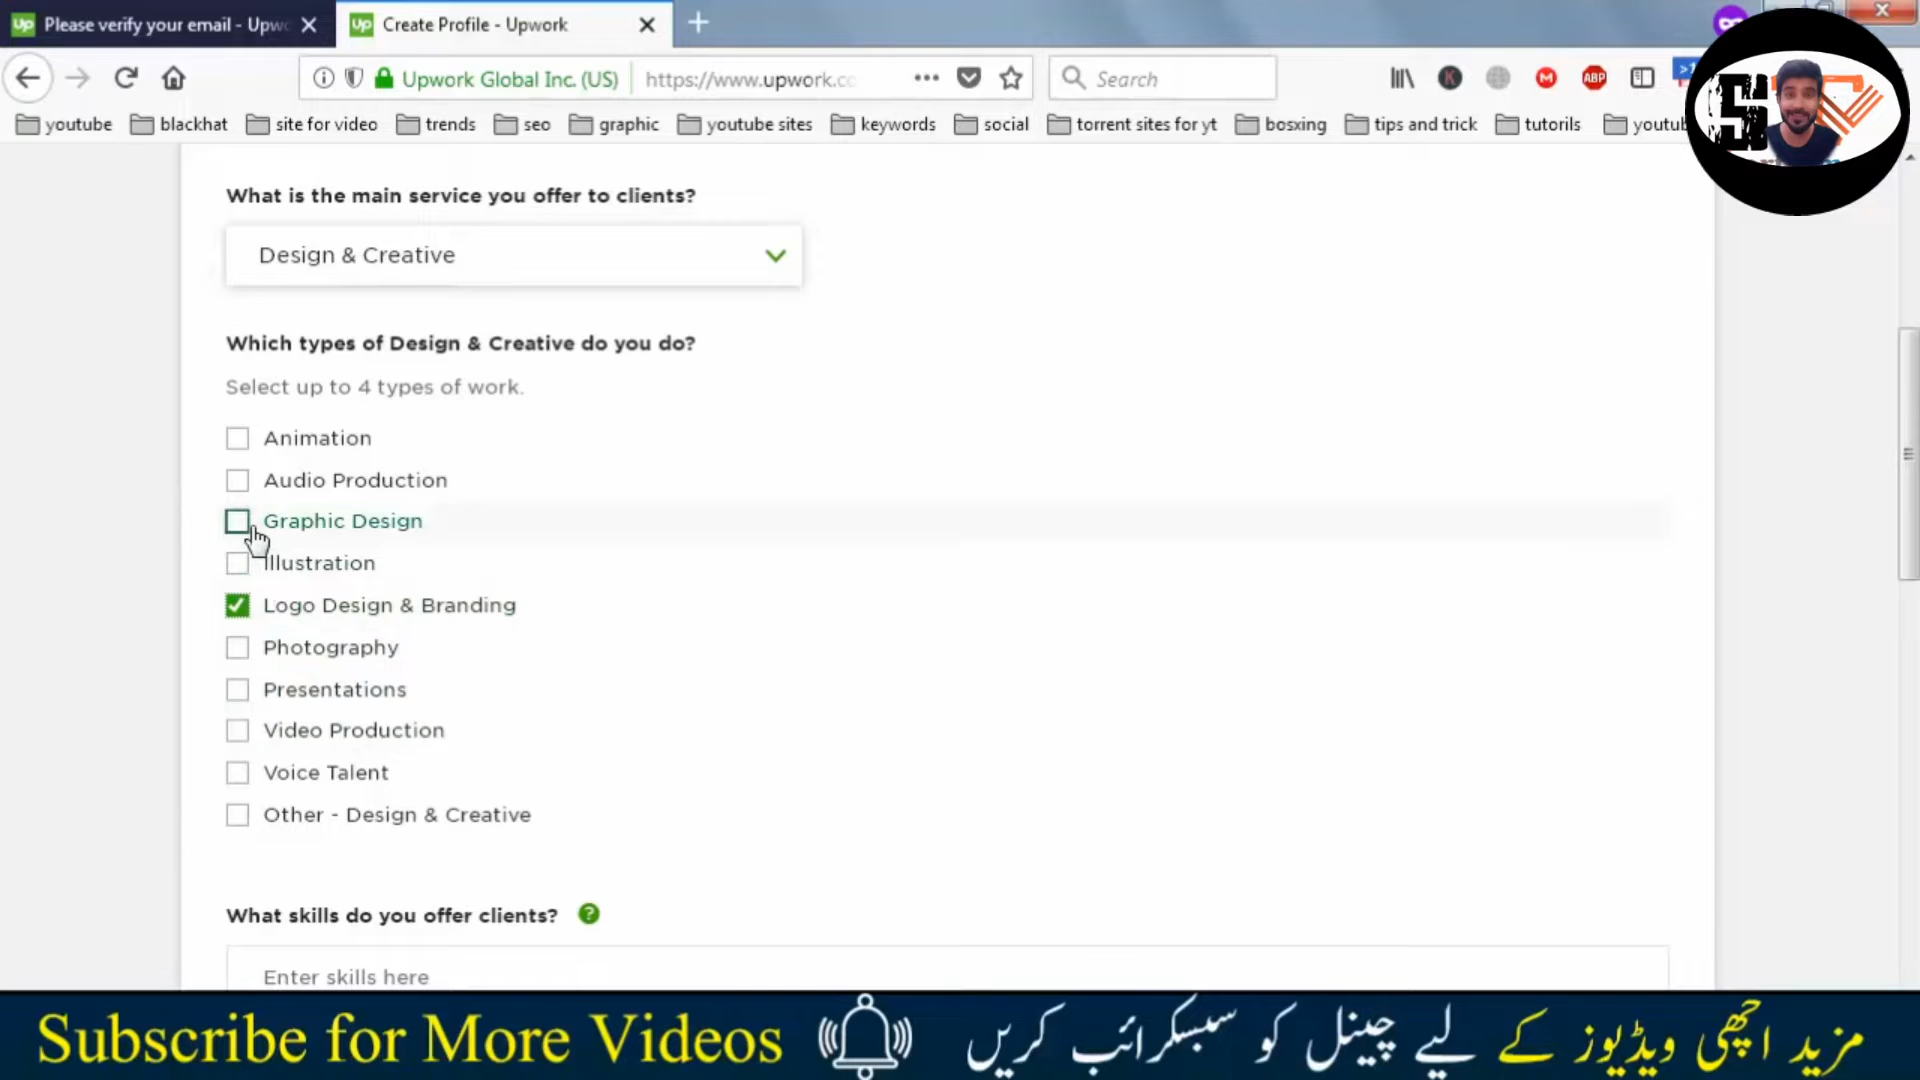 Please verify your email - Upwo
Create Profile - Upwork
Upwork Global Inc. (US)
https://www.upwork.co
Search
ABP
youtube
blackhat
site for video
trends
seo
graphic
youtube sites
keywords
social
torrent sites for yt
bosxing
tips and trick
tutorils
youtub
What is the main service you offer to clients?
Design & Creative
Which types of Design & Creative do you do?
Select up to 4 types of work.
Animation
Audio Production
Graphic Design
Illustration
Logo Design & Branding
Photography
Presentations
Video Production
Voice Talent
Other - Design & Creative
What skills do you offer clients?
Enter skills here
Subscribe for More Videos
مزید اچھی ویڈیوز کے لیے چینل کو سبسکرائب کریں